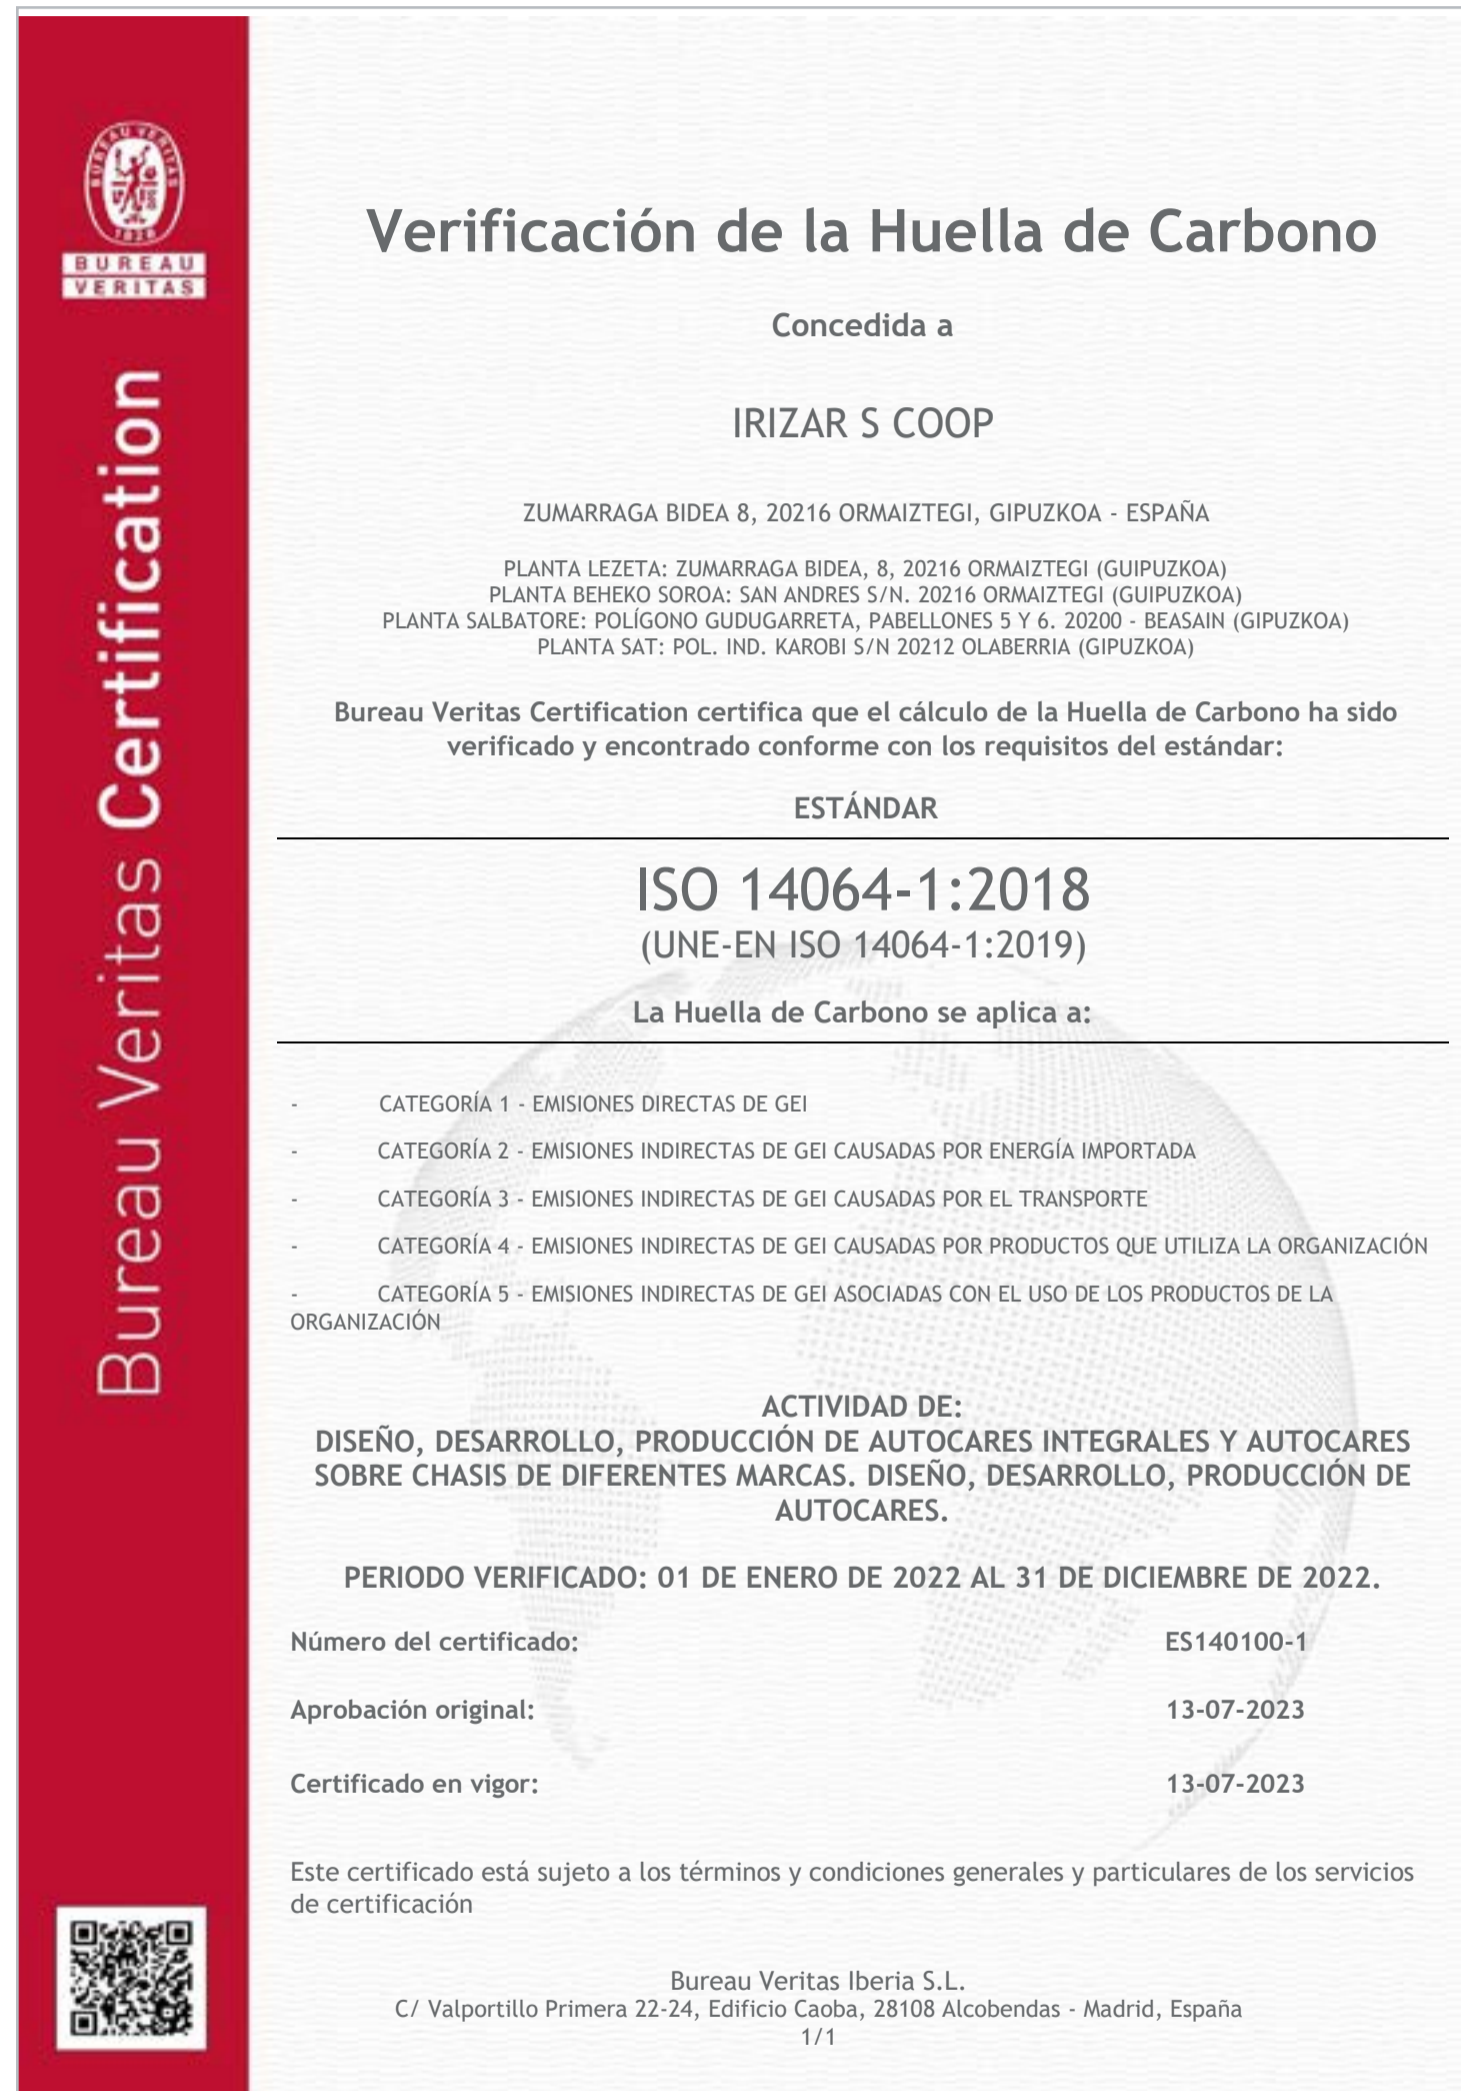 BUREAU VERITAS
1828
BUREAU
VERITAS
Bureau Veritas Certification
Verificación de la Huella de Carbono
Concedida a
IRIZAR S COOP
ZUMARRAGA BIDEA 8, 20216 ORMAIZTEGI, GIPUZKOA - ESPAÑA
PLANTA LEZETA: ZUMARRAGA BIDEA, 8, 20216 ORMAIZTEGI (GUIPUZKOA)
PLANTA BEHEKO SOROA: SAN ANDRES S/N. 20216 ORMAIZTEGI (GUIPUZKOA)
PLANTA SALBATORE: POLÍGONO GUDUGARRETA, PABELLONES 5 Y 6. 20200 - BEASAIN (GIPUZKOA)
PLANTA SAT: POL. IND. KAROBI S/N 20212 OLABERRIA (GIPUZKOA)
Bureau Veritas Certification certifica que el cálculo de la Huella de Carbono ha sido
verificado y encontrado conforme con los requisitos del estándar:
ESTÁNDAR
ISO 14064-1:2018
(UNE-EN ISO 14064-1:2019)
La Huella de Carbono se aplica a:
- CATEGORÍA 1 - EMISIONES DIRECTAS DE GEI
- CATEGORÍA 2 - EMISIONES INDIRECTAS DE GEI CAUSADAS POR ENERGÍA IMPORTADA
- CATEGORÍA 3 - EMISIONES INDIRECTAS DE GEI CAUSADAS POR EL TRANSPORTE
- CATEGORÍA 4 - EMISIONES INDIRECTAS DE GEI CAUSADAS POR PRODUCTOS QUE UTILIZA LA ORGANIZACIÓN
- CATEGORÍA 5 - EMISIONES INDIRECTAS DE GEI ASOCIADAS CON EL USO DE LOS PRODUCTOS DE LA
ORGANIZACIÓN
ACTIVIDAD DE:
DISEÑO, DESARROLLO, PRODUCCIÓN DE AUTOCARES INTEGRALES Y AUTOCARES
SOBRE CHASIS DE DIFERENTES MARCAS. DISEÑO, DESARROLLO, PRODUCCIÓN DE
AUTOCARES.
PERIODO VERIFICADO: 01 DE ENERO DE 2022 AL 31 DE DICIEMBRE DE 2022.
Número del certificado: ES140100-1
Aprobación original: 13-07-2023
Certificado en vigor: 13-07-2023
Este certificado está sujeto a los términos y condiciones generales y particulares de los servicios
de certificación
Bureau Veritas Iberia S.L.
C/ Valportillo Primera 22-24, Edificio Caoba, 28108 Alcobendas - Madrid, España
1/1